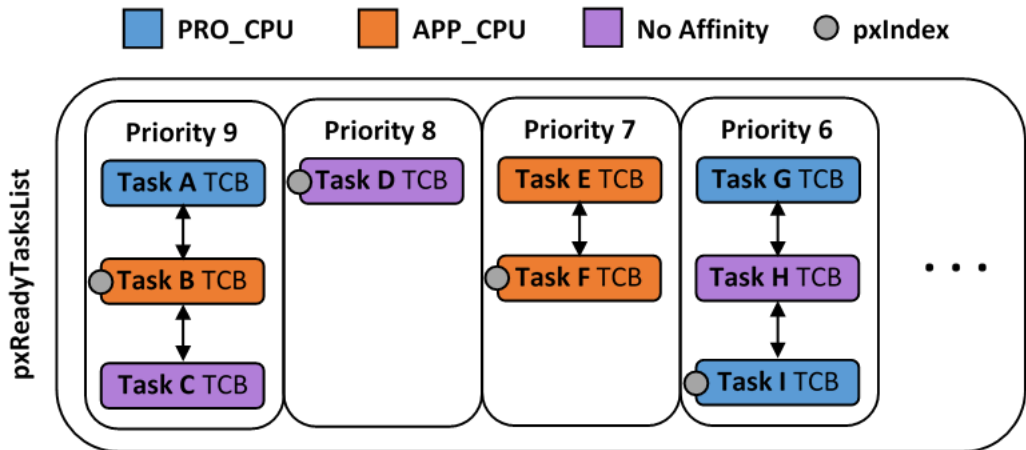 PRO_CPU
APP_CPU
No Affinity
pxIndex
pxReadyTasksList
Priority 9
Task A TCB
Task B TCB
Task C TCB
Priority 8
Task D TCB
Priority 7
Task E TCB
Task F TCB
Priority 6
Task G TCB
Task H TCB
Task I TCB
. . .